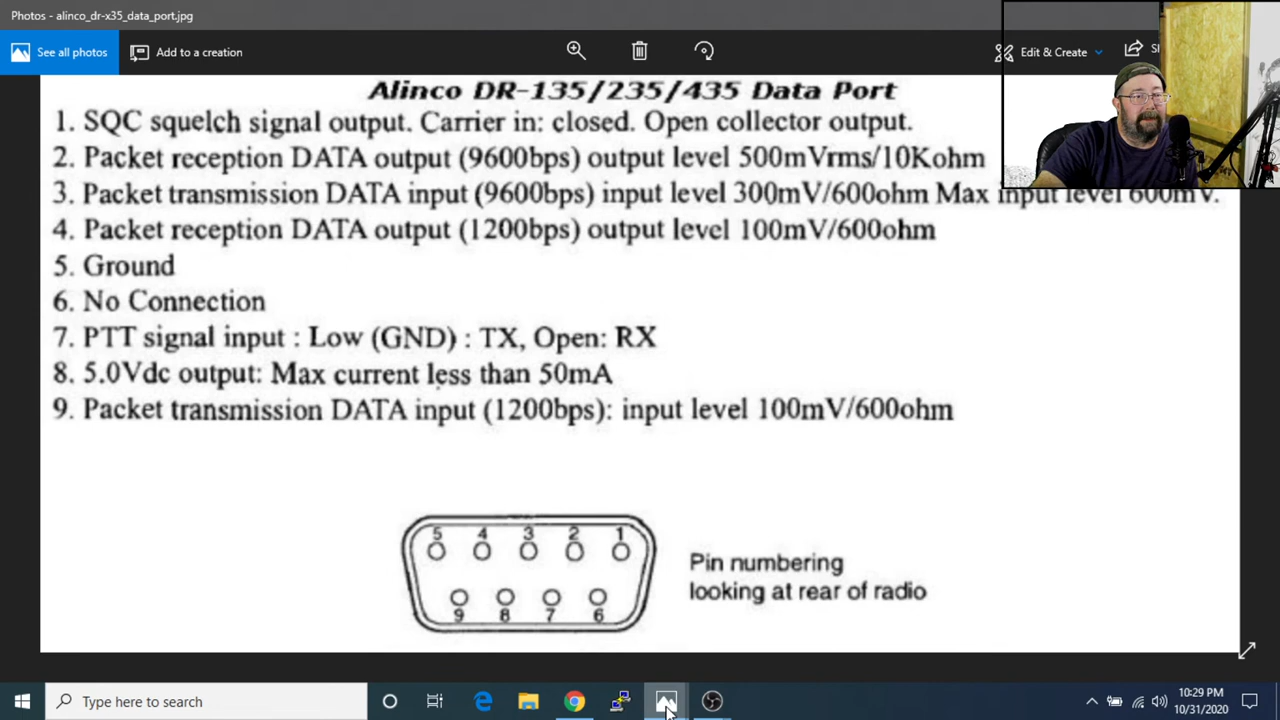 Photos - alinco_dr-x35_data_port.jpg
See all photos
Add to a creation
Edit & Create
Alinco DR-135/235/435 Data Port
1. SQC squelch signal output. Carrier in: closed. Open collector output.
2. Packet reception DATA output (9600bps) output level 500mVrms/10Kohm
3. Packet transmission DATA input (9600bps) input level 300mV/600ohm Max input level 600mV.
4. Packet reception DATA output (1200bps) output level 100mV/600ohm
5. Ground
6. No Connection
7. PTT signal input : Low (GND) : TX, Open: RX
8. 5.0Vdc output: Max current less than 50mA
9. Packet transmission DATA input (1200bps): input level 100mV/600ohm
5 4 3 2 1
9 8 7 6
Pin numbering
looking at rear of radio
Type here to search
10:29 PM
10/31/2020